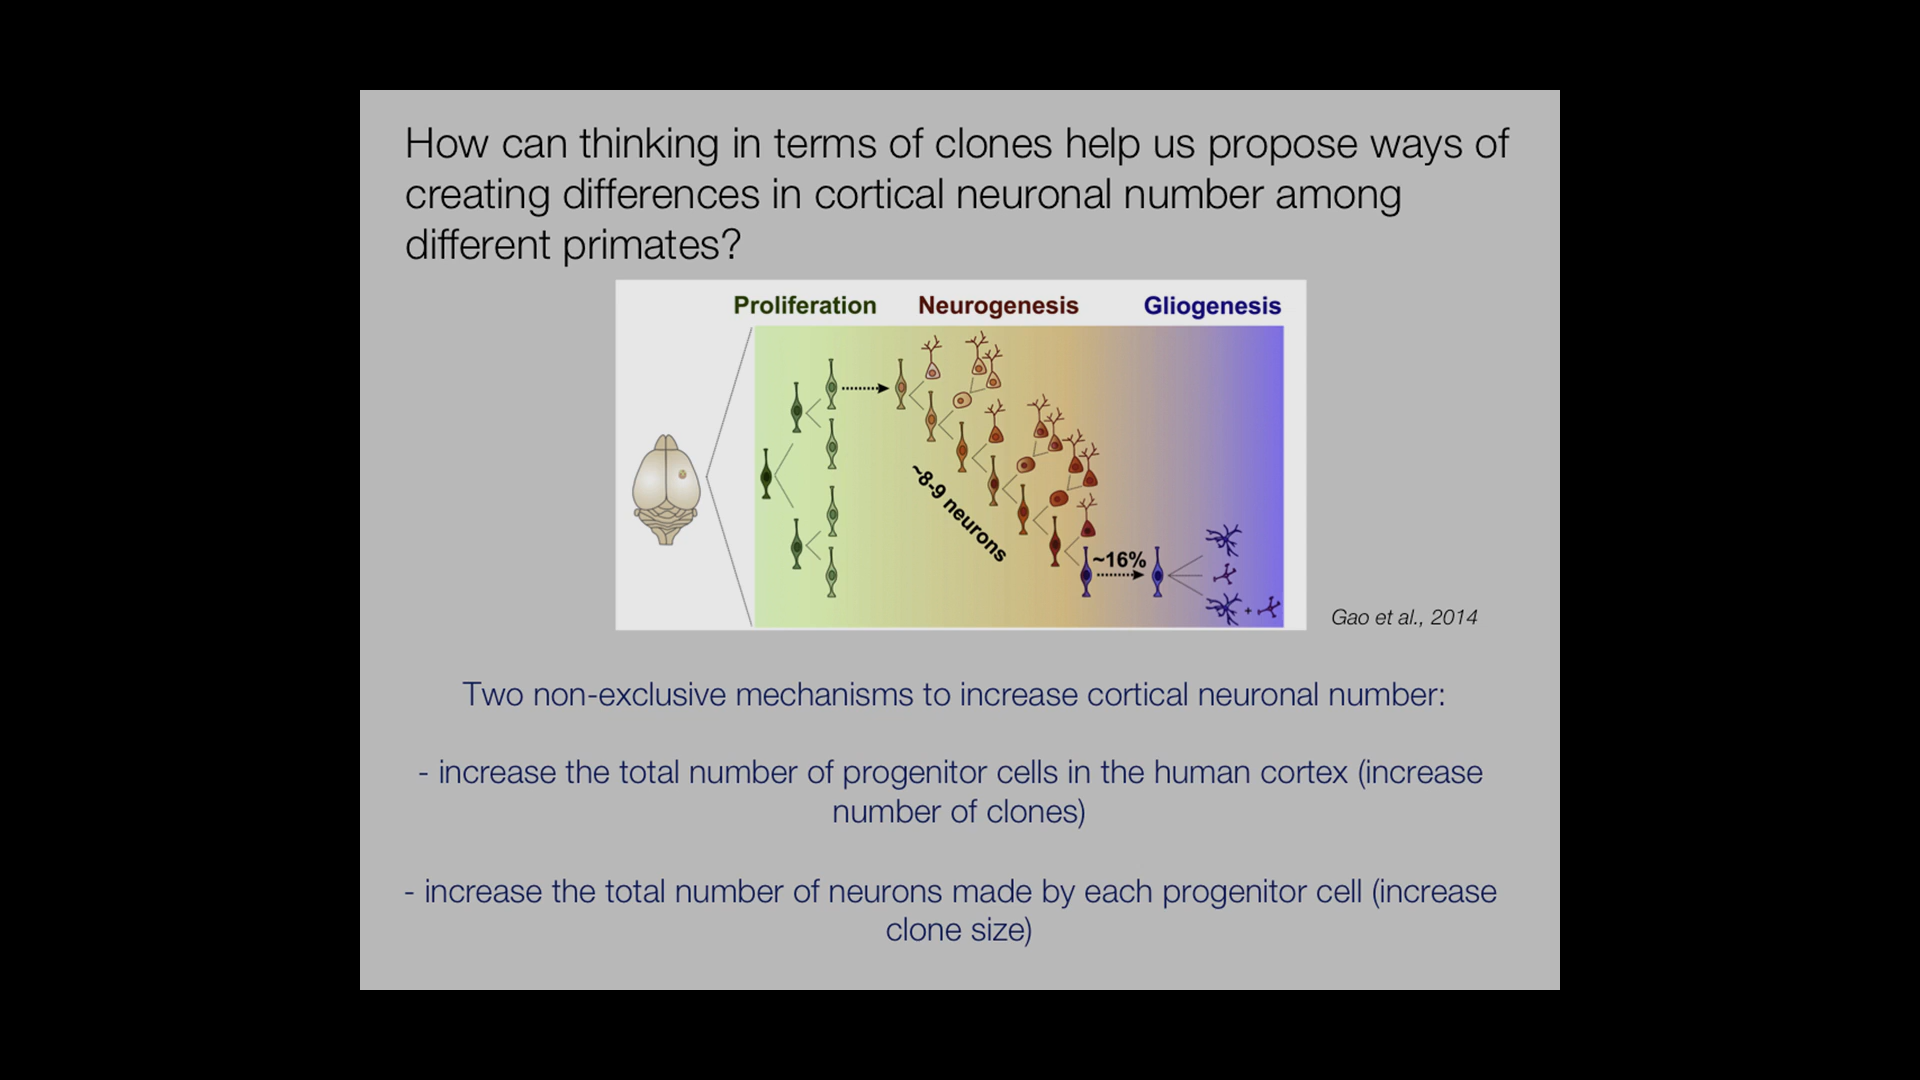 How can thinking in terms of clones help us propose ways of
creating differences in cortical neuronal number among
different primates?
Proliferation Neurogenesis Gliogenesis
~8-9 neurons
~16%
+
Gao et al., 2014
Two non-exclusive mechanisms to increase cortical neuronal number:
- increase the total number of progenitor cells in the human cortex (increase
number of clones)
- increase the total number of neurons made by each progenitor cell (increase
clone size)